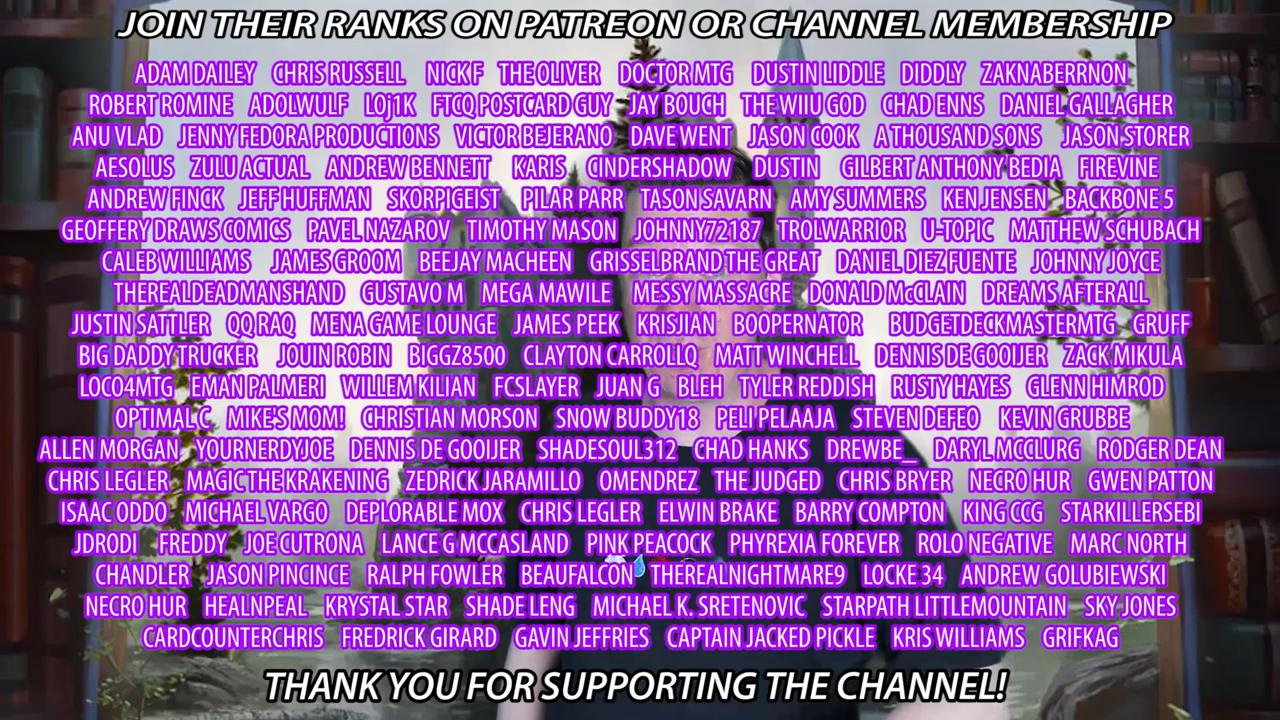 JOIN THEIR RANKS ON PATREON OR CHANNEL MEMBERSHIP
ADAM DAILEY CHRIS RUSSELL NICK F THE OLIVER DOCTOR MTG DUSTIN LIDDLE DIDDLY ZAKNABERRNON
ROBERT ROMINE ADOLWULF LOj1K FTCQ POSTCARD GUY JAY BOUCH THE WIIU GOD CHAD ENNS DANIEL GALLAGHER
ANU VLAD JENNY FEDORA PRODUCTIONS VICTOR BEJERANO DAVE WENT JASON COOK A THOUSAND SONS JASON STORER
AESOLUS ZULU ACTUAL ANDREW BENNETT KARIS CINDERSHADOW DUSTIN GILBERT ANTHONY BEDIA FIREVINE
ANDREW FINCK JEFF HUFFMAN SKORPIGEIST PILAR PARR TASON SAVARN AMY SUMMERS KEN JENSEN BACKBONE 5
GEOFFERY DRAWS COMICS PAVEL NAZAROV TIMOTHY MASON JOHNNY72187 TROLWARRIOR U-TOPIC MATTHEW SCHUBACH
CALEB WILLIAMS JAMES GROOM BEEJAY MACHEEN GRISSELBRAND THE GREAT DANIEL DIEZ FUENTE JOHNNY JOYCE
THEREALDEADMANSHAND GUSTAVO M MEGA MAWILE MESSY MASSACRE DONALD McCLAIN DREAMS AFTERALL
JUSTIN SATTLER QQ RAQ MENA GAME LOUNGE JAMES PEEK KRISJIAN BOOPERNATOR BUDGETDECKMASTERMTG GRUFF
BIG DADDY TRUCKER JOUIN ROBIN BIGGZ8500 CLAYTON CARROLLQ MATT WINCHELL DENNIS DE GOOIJER ZACK MIKULA
LOCO4MTG EMAN PALMERI WILLEM KILIAN FCSLAYER JUAN G BLEH TYLER REDDISH RUSTY HAYES GLENN HIMROD
OPTIMAL C MIKE'S MOM! CHRISTIAN MORSON SNOW BUDDY18 PELI PELAAJA STEVEN DEFEO KEVIN GRUBBE
ALLEN MORGAN YOURNERDYJOE DENNIS DE GOOIJER SHADESOUL312 CHAD HANKS DREWBE_ DARYL MCCLURG RODGER DEAN
CHRIS LEGLER MAGIC THE KRAKENING ZEDRICK JARAMILLO OMENDREZ THE JUDGED CHRIS BRYER NECRO HUR GWEN PATTON
ISAAC ODDO MICHAEL VARGO DEPLORABLE MOX CHRIS LEGLER ELWIN BRAKE BARRY COMPTON KING CCG STARKILLERSEBI
JDRODI FREDDY JOE CUTRONA LANCE G MCCASLAND PINK PEACOCK PHYREXIA FOREVER ROLO NEGATIVE MARC NORTH
CHANDLER JASON PINCINCE RALPH FOWLER BEAUFALCON THEREALNIGHTMARE9 LOCKE 34 ANDREW GOLUBIEWSKI
NECRO HUR HEALNPEAL KRYSTAL STAR SHADE LENG MICHAEL K. SRETENOVIC STARPATH LITTLEMOUNTAIN SKY JONES
CARDCOUNTERCHRIS FREDRICK GIRARD GAVIN JEFFRIES CAPTAIN JACKED PICKLE KRIS WILLIAMS GRIFKAG
THANK YOU FOR SUPPORTING THE CHANNEL!